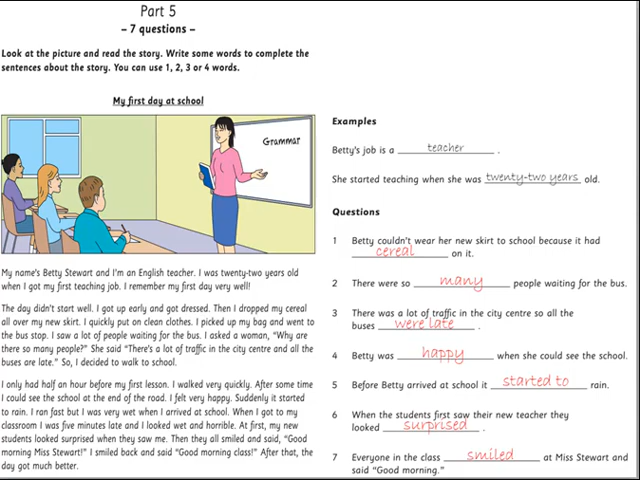 Part 5
– 7 questions –
Look at the picture and read the story. Write some words to complete the
sentences about the story. You can use 1, 2, 3 or 4 words.
My first day at school
Grammar
My name's Betty Stewart and I'm an English teacher. I was twenty-two years old
when I got my first teaching job. I remember my first day very well!
The day didn't start well. I got up early and got dressed. Then I dropped my cereal
all over my new skirt. I quickly put on clean clothes. I picked up my bag and went to
the bus stop. I saw a lot of people waiting for the bus. I asked a woman, "Why are
there so many people?" She said "There's a lot of traffic in the city centre and all the
buses are late." So, I decided to walk to school.
I only had half an hour before my first lesson. I walked very quickly. After some time
I could see the school at the end of the road. I felt very happy. Suddenly it started
to rain. I ran fast but I was very wet when I arrived at school. When I got to my
classroom I was five minutes late and I looked wet and horrible. At first, my new
students looked surprised when they saw me. Then they all smiled and said, "Good
morning Miss Stewart!" I smiled back and said "Good morning class!" After that, the
day got much better.
Examples
Betty's job is a teacher .
She started teaching when she was twenty-two years old.
Questions
1 Betty couldn't wear her new skirt to school because it had
cereal on it.
2 There were so many people waiting for the bus.
3 There was a lot of traffic in the city centre so all the
buses were late .
4 Betty was happy when she could see the school.
5 Before Betty arrived at school it started to rain.
6 When the students first saw their new teacher they
looked surprised .
7 Everyone in the class smiled at Miss Stewart and
said "Good morning."